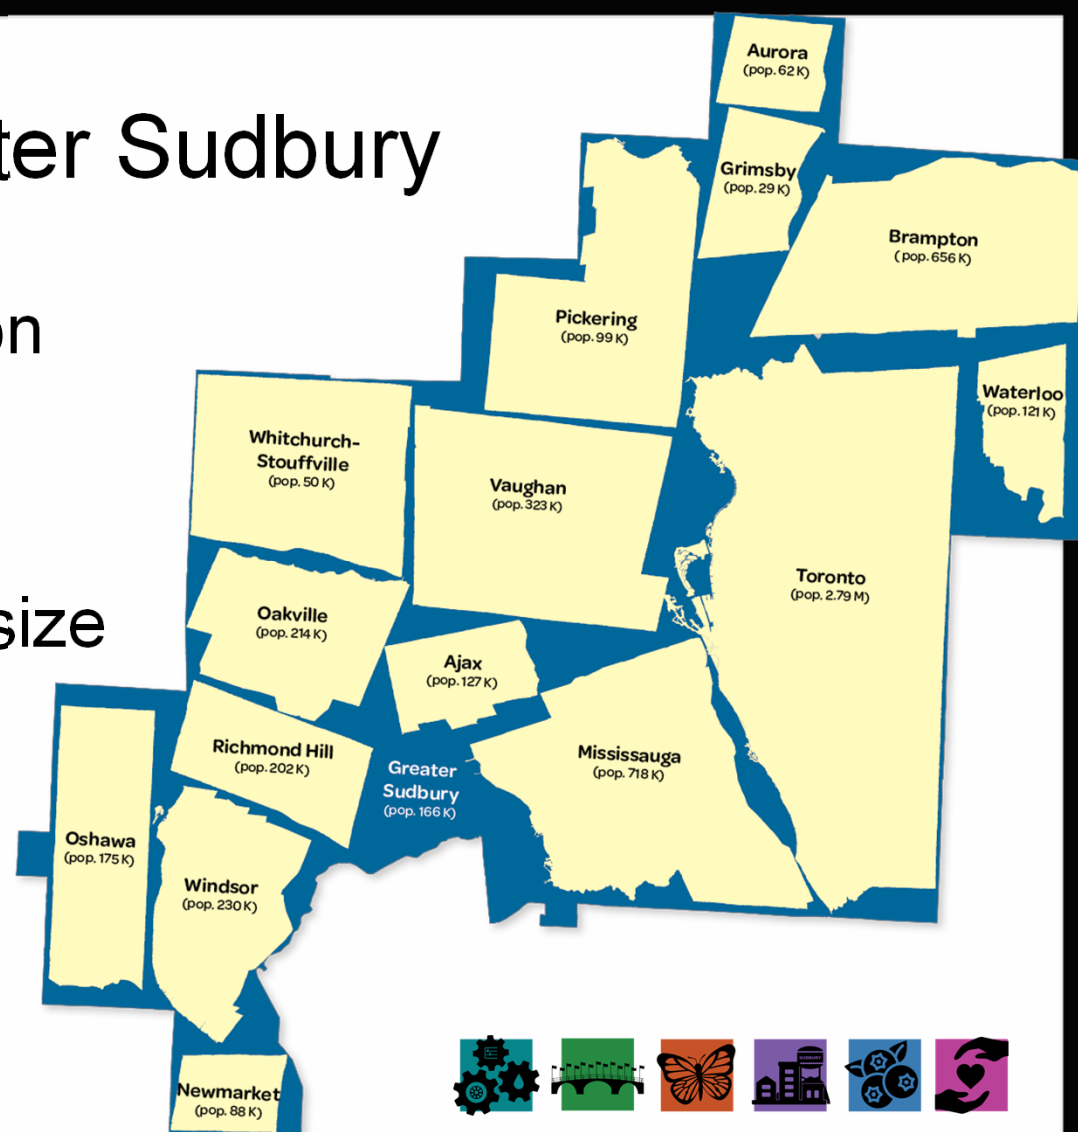 ter Sudbury
on
size
Aurora
(pop. 62 K)
Grimsby
(pop. 29 K)
Brampton
( pop. 656 K)
Pickering
(pop. 99 K)
Waterloo
(pop. 121 K)
Whitchurch-
Stouffville
(pop. 50 K)
Vaughan
(pop. 323 K)
Toronto
(pop. 2.79 M)
Oakville
(pop. 214 K)
Ajax
(pop. 127 K)
Richmond Hill
(pop. 202 K)
Greater
Sudbury
(pop. 166 K)
Mississauga
(pop. 718 K)
Oshawa
(pop. 175 K)
Windsor
(pop. 230 K)
Newmarket
(pop. 88 K)
SUDBURY